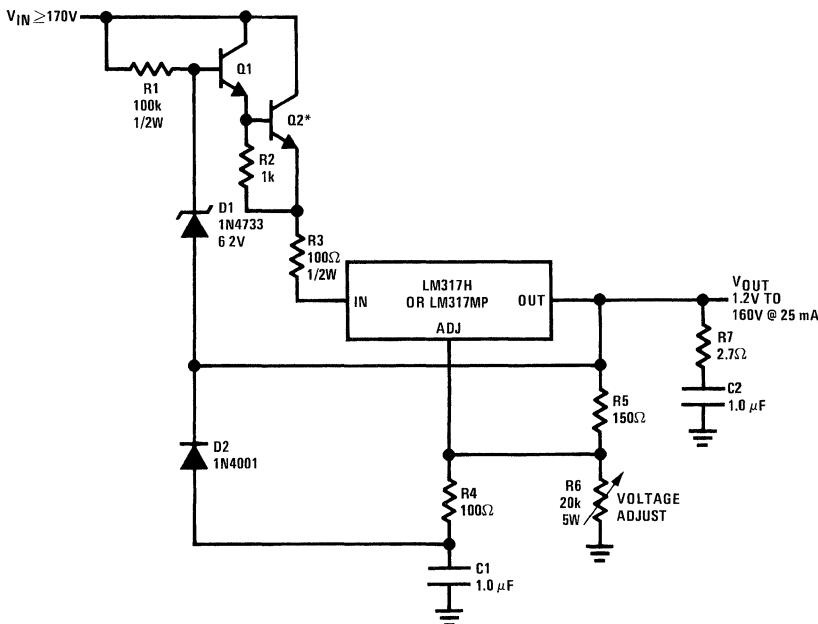 VIN ≥170V
R1
100k
1/2W
Q1
Q2*
R2
1k
D1
1N4733
6 2V
R3
100Ω
1/2W
LM317H
OR LM317MP
IN
OUT
ADJ
VOUT
1.2V TO
160V @ 25 mA
R7
2.7Ω
C2
1.0 μF
R5
150Ω
D2
1N4001
R4
100Ω
R6
20k
5W
VOLTAGE
ADJUST
C1
1.0 μF